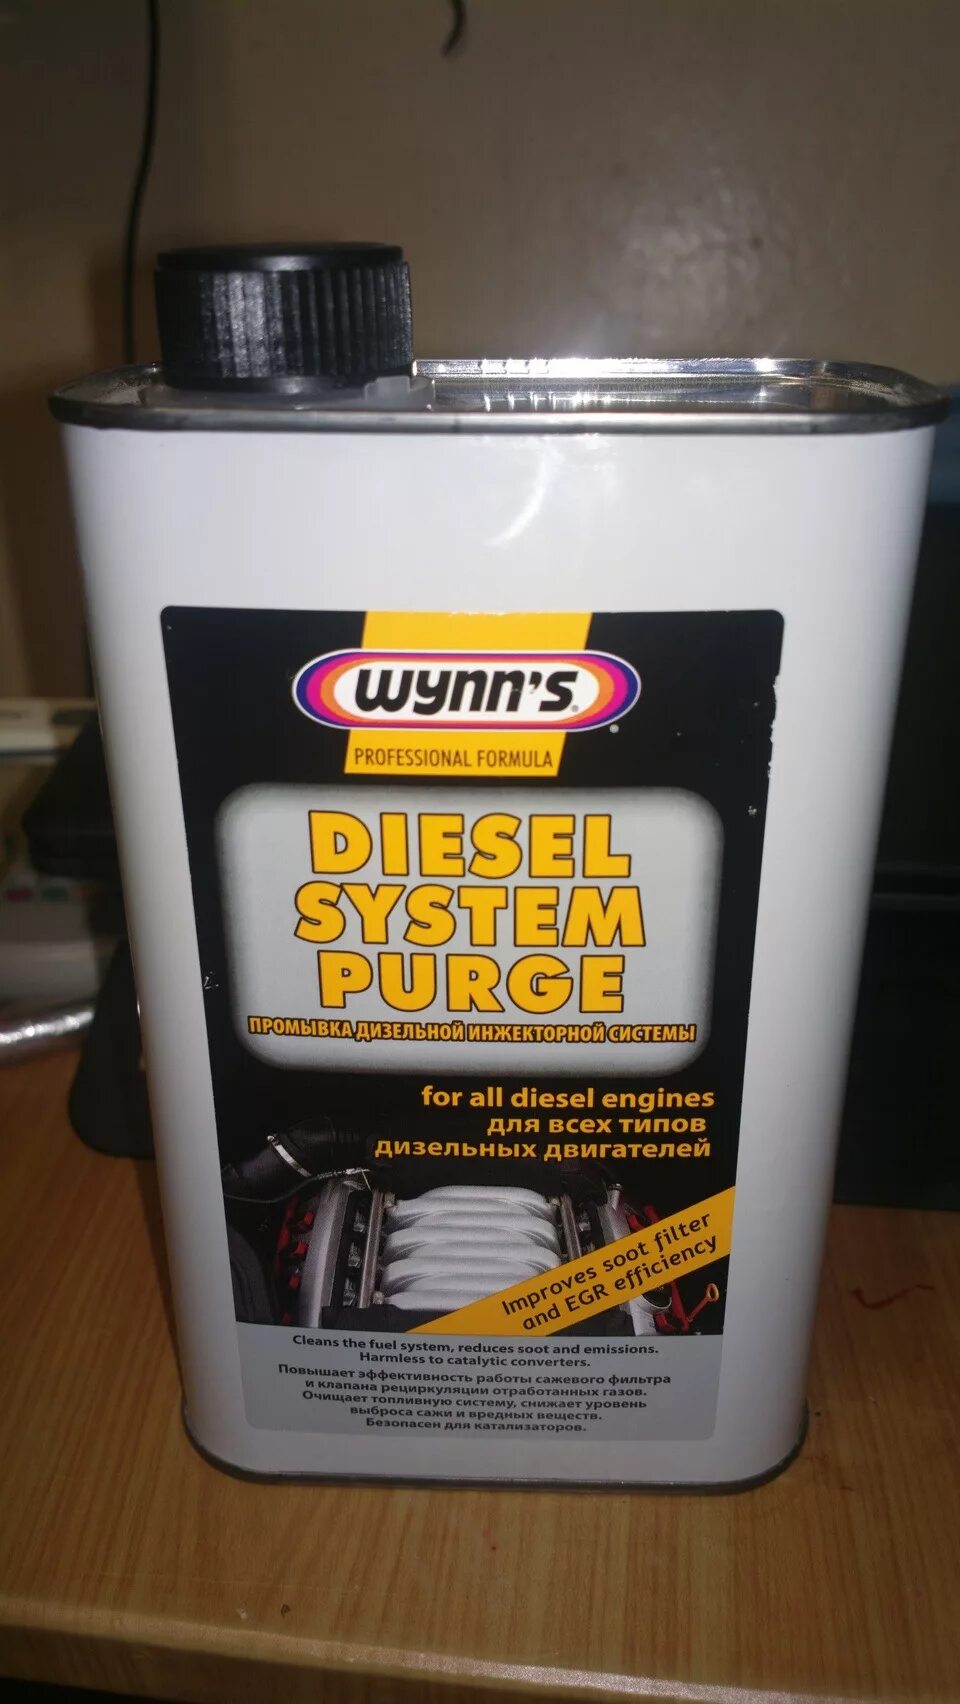 WYNN'S®
PROFESSIONAL FORMULA
DIESEL
SYSTEM
PURGE
ПРОМЫВКА ДИЗЕЛЬНОЙ ИНЖЕКТОРНОЙ СИСТЕМЫ
for all diesel engines
для всех типов
дизельных двигателей
Improves soot filter
and EGR efficiency
Cleans the fuel system, reduces soot and emissions.
Harmless to catalytic converters.
Повышает эффективность работы сажевого фильтра
и клапана рециркуляции отработанных газов.
Очищает топливную систему, снижает уровень
выброса сажи и вредных веществ.
Безопасен для катализаторов.